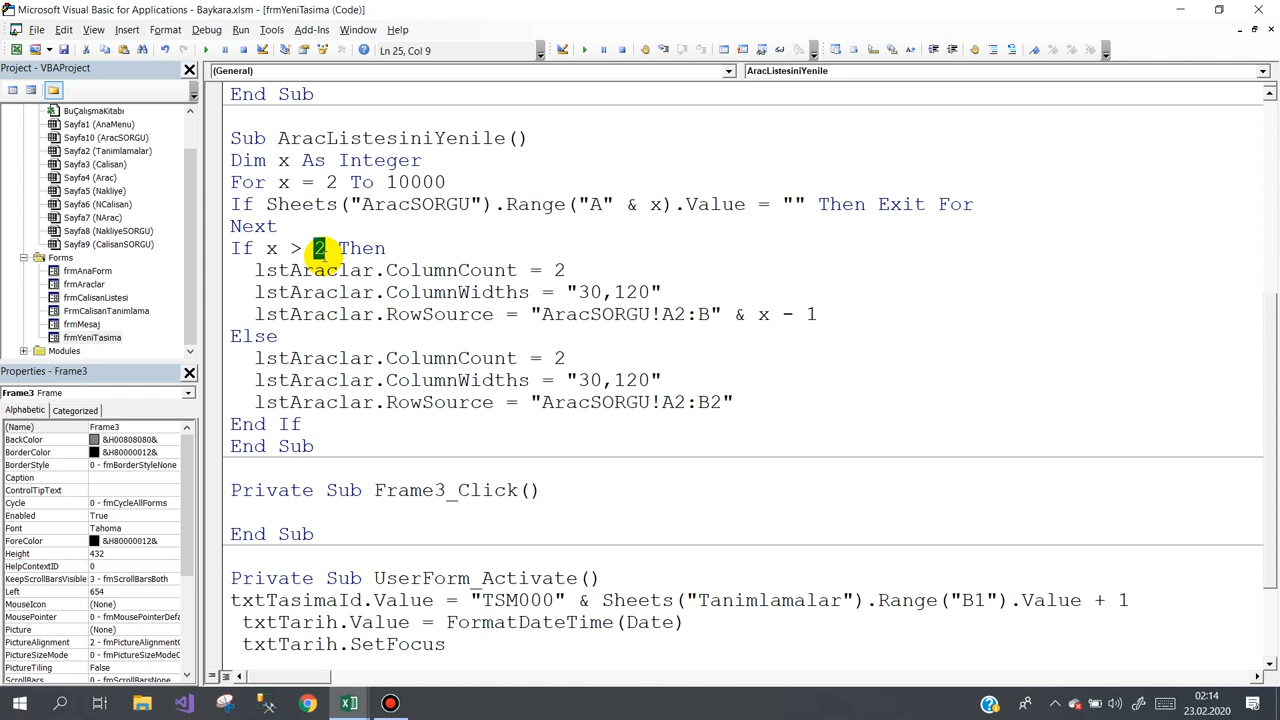 Microsoft Visual Basic for Applications - Baykara.xlsm - [frmYeniTasima (Code)]
File Edit View Insert Format Debug Run Tools Add-Ins Window Help
Ln 25, Col 9
Project - VBAProject
BuÇalışmaKitabı
Sayfa1 (AnaMenu)
Sayfa10 (AracSORGU)
Sayfa2 (Tanimlamalar)
Sayfa3 (Calisan)
Sayfa4 (Arac)
Sayfa5 (Nakliye)
Sayfa6 (NCalisan)
Sayfa7 (NArac)
Sayfa8 (NakliyeSORGU)
Sayfa9 (CalisanSORGU)
Forms
frmAnaForm
frmAraclar
frmCalisanListesi
FrmCalisanTanimlama
frmMesaj
frmYeniTasima
Modules
Properties - Frame3
Frame3 Frame
Alphabetic Categorized
(Name) Frame3
BackColor &H00808080&
BorderColor &H80000012&
BorderStyle 0 - fmBorderStyleNone
Caption
ControlTipText
Cycle 0 - fmCycleAllForms
Enabled True
Font Tahoma
ForeColor &H80000012&
Height 432
HelpContextID 0
KeepScrollBarsVisible 3 - fmScrollBarsBoth
Left 654
MouseIcon (None)
MousePointer 0 - fmMousePointerDefa
Picture (None)
PictureAlignment 2 - fmPictureAlignmentC
PictureSizeMode 0 - fmPictureSizeModeC
PictureTiling False
ScrollBars 0 - fmScrollBarsNone
(General) AracListesiniYenile
End Sub
Sub AracListesiniYenile()
Dim x As Integer
For x = 2 To 10000
If Sheets("AracSORGU").Range("A" & x).Value = "" Then Exit For
Next
If x > 2 Then
lstAraclar.ColumnCount = 2
lstAraclar.ColumnWidths = "30,120"
lstAraclar.RowSource = "AracSORGU!A2:B" & x - 1
Else
lstAraclar.ColumnCount = 2
lstAraclar.ColumnWidths = "30,120"
lstAraclar.RowSource = "AracSORGU!A2:B2"
End If
End Sub
Private Sub Frame3_Click()
End Sub
Private Sub UserForm_Activate()
txtTasimaId.Value = "TSM000" & Sheets("Tanimlamalar").Range("B1").Value + 1
txtTarih.Value = FormatDateTime(Date)
txtTarih.SetFocus
02:14
23.02.2020